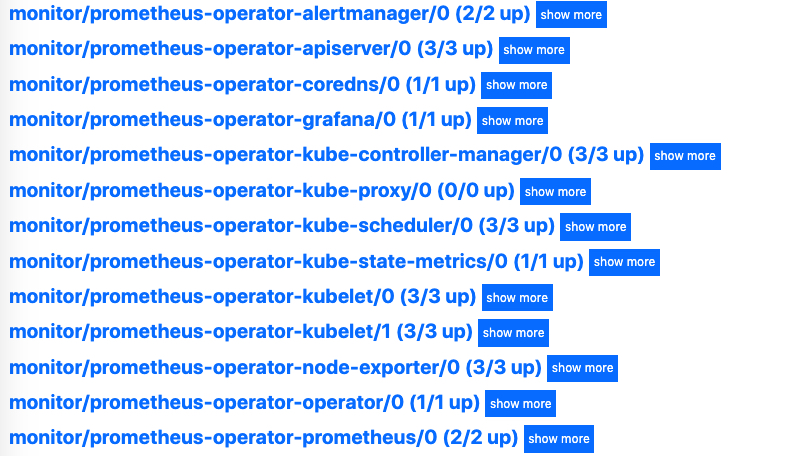 monitor/prometheus-operator-alertmanager/0 (2/2 up) show more
monitor/prometheus-operator-apiserver/0 (3/3 up) show more
monitor/prometheus-operator-coredns/0 (1/1 up) show more
monitor/prometheus-operator-grafana/0 (1/1 up) show more
monitor/prometheus-operator-kube-controller-manager/0 (3/3 up) show more
monitor/prometheus-operator-kube-proxy/0 (0/0 up) show more
monitor/prometheus-operator-kube-scheduler/0 (3/3 up) show more
monitor/prometheus-operator-kube-state-metrics/0 (1/1 up) show more
monitor/prometheus-operator-kubelet/0 (3/3 up) show more
monitor/prometheus-operator-kubelet/1 (3/3 up) show more
monitor/prometheus-operator-node-exporter/0 (3/3 up) show more
monitor/prometheus-operator-operator/0 (1/1 up) show more
monitor/prometheus-operator-prometheus/0 (2/2 up) show more